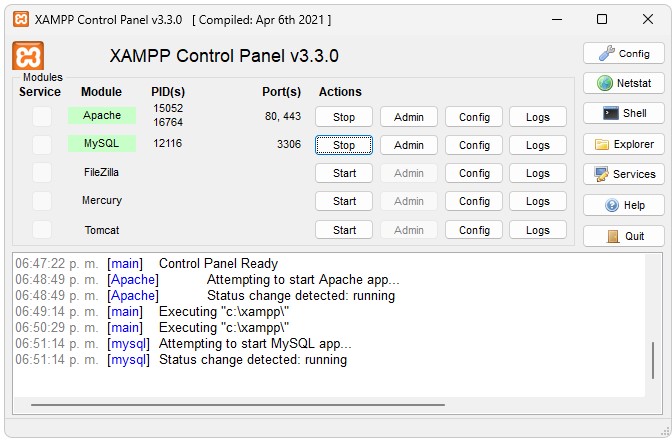 XAMPP Control Panel v3.3.0 [ Compiled: Apr 6th 2021 ]
XAMPP Control Panel v3.3.0
Config
Modules
Service Module PID(s) Port(s) Actions
Netstat
Apache 15052 16764 80, 443 Stop Admin Config Logs
Shell
MySQL 12116 3306 Stop Admin Config Logs
Explorer
FileZilla Start Admin Config Logs
Services
Mercury Start Admin Config Logs
Help
Tomcat Start Admin Config Logs
Quit
06:47:22 p. m. [main] Control Panel Ready
06:48:49 p. m. [Apache] Attempting to start Apache app...
06:48:49 p. m. [Apache] Status change detected: running
06:49:14 p. m. [main] Executing "c:\xampp\"
06:50:29 p. m. [main] Executing "c:\xampp\"
06:51:14 p. m. [mysql] Attempting to start MySQL app...
06:51:14 p. m. [mysql] Status change detected: running